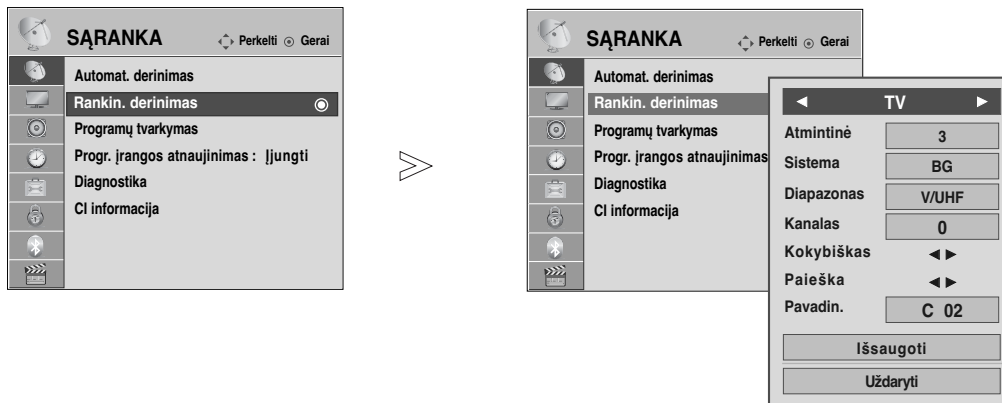 SĄRANKA
Perkelti Gerai
Automat. derinimas
Rankin. derinimas
Programų tvarkymas
Progr. įrangos atnaujinimas : Įjungti
Diagnostika
CI informacija
SĄRANKA
Perkelti Gerai
Automat. derinimas
Rankin. derinimas
Programų tvarkymas
Progr. įrangos atnaujinimas
Diagnostika
CI informacija
◄ TV ►
Atmintinė 3
Sistema BG
Diapazonas V/UHF
Kanalas 0
Kokybiškas ◄ ►
Paieška ◄ ►
Pavadin. C 02
Išsaugoti
Uždaryti